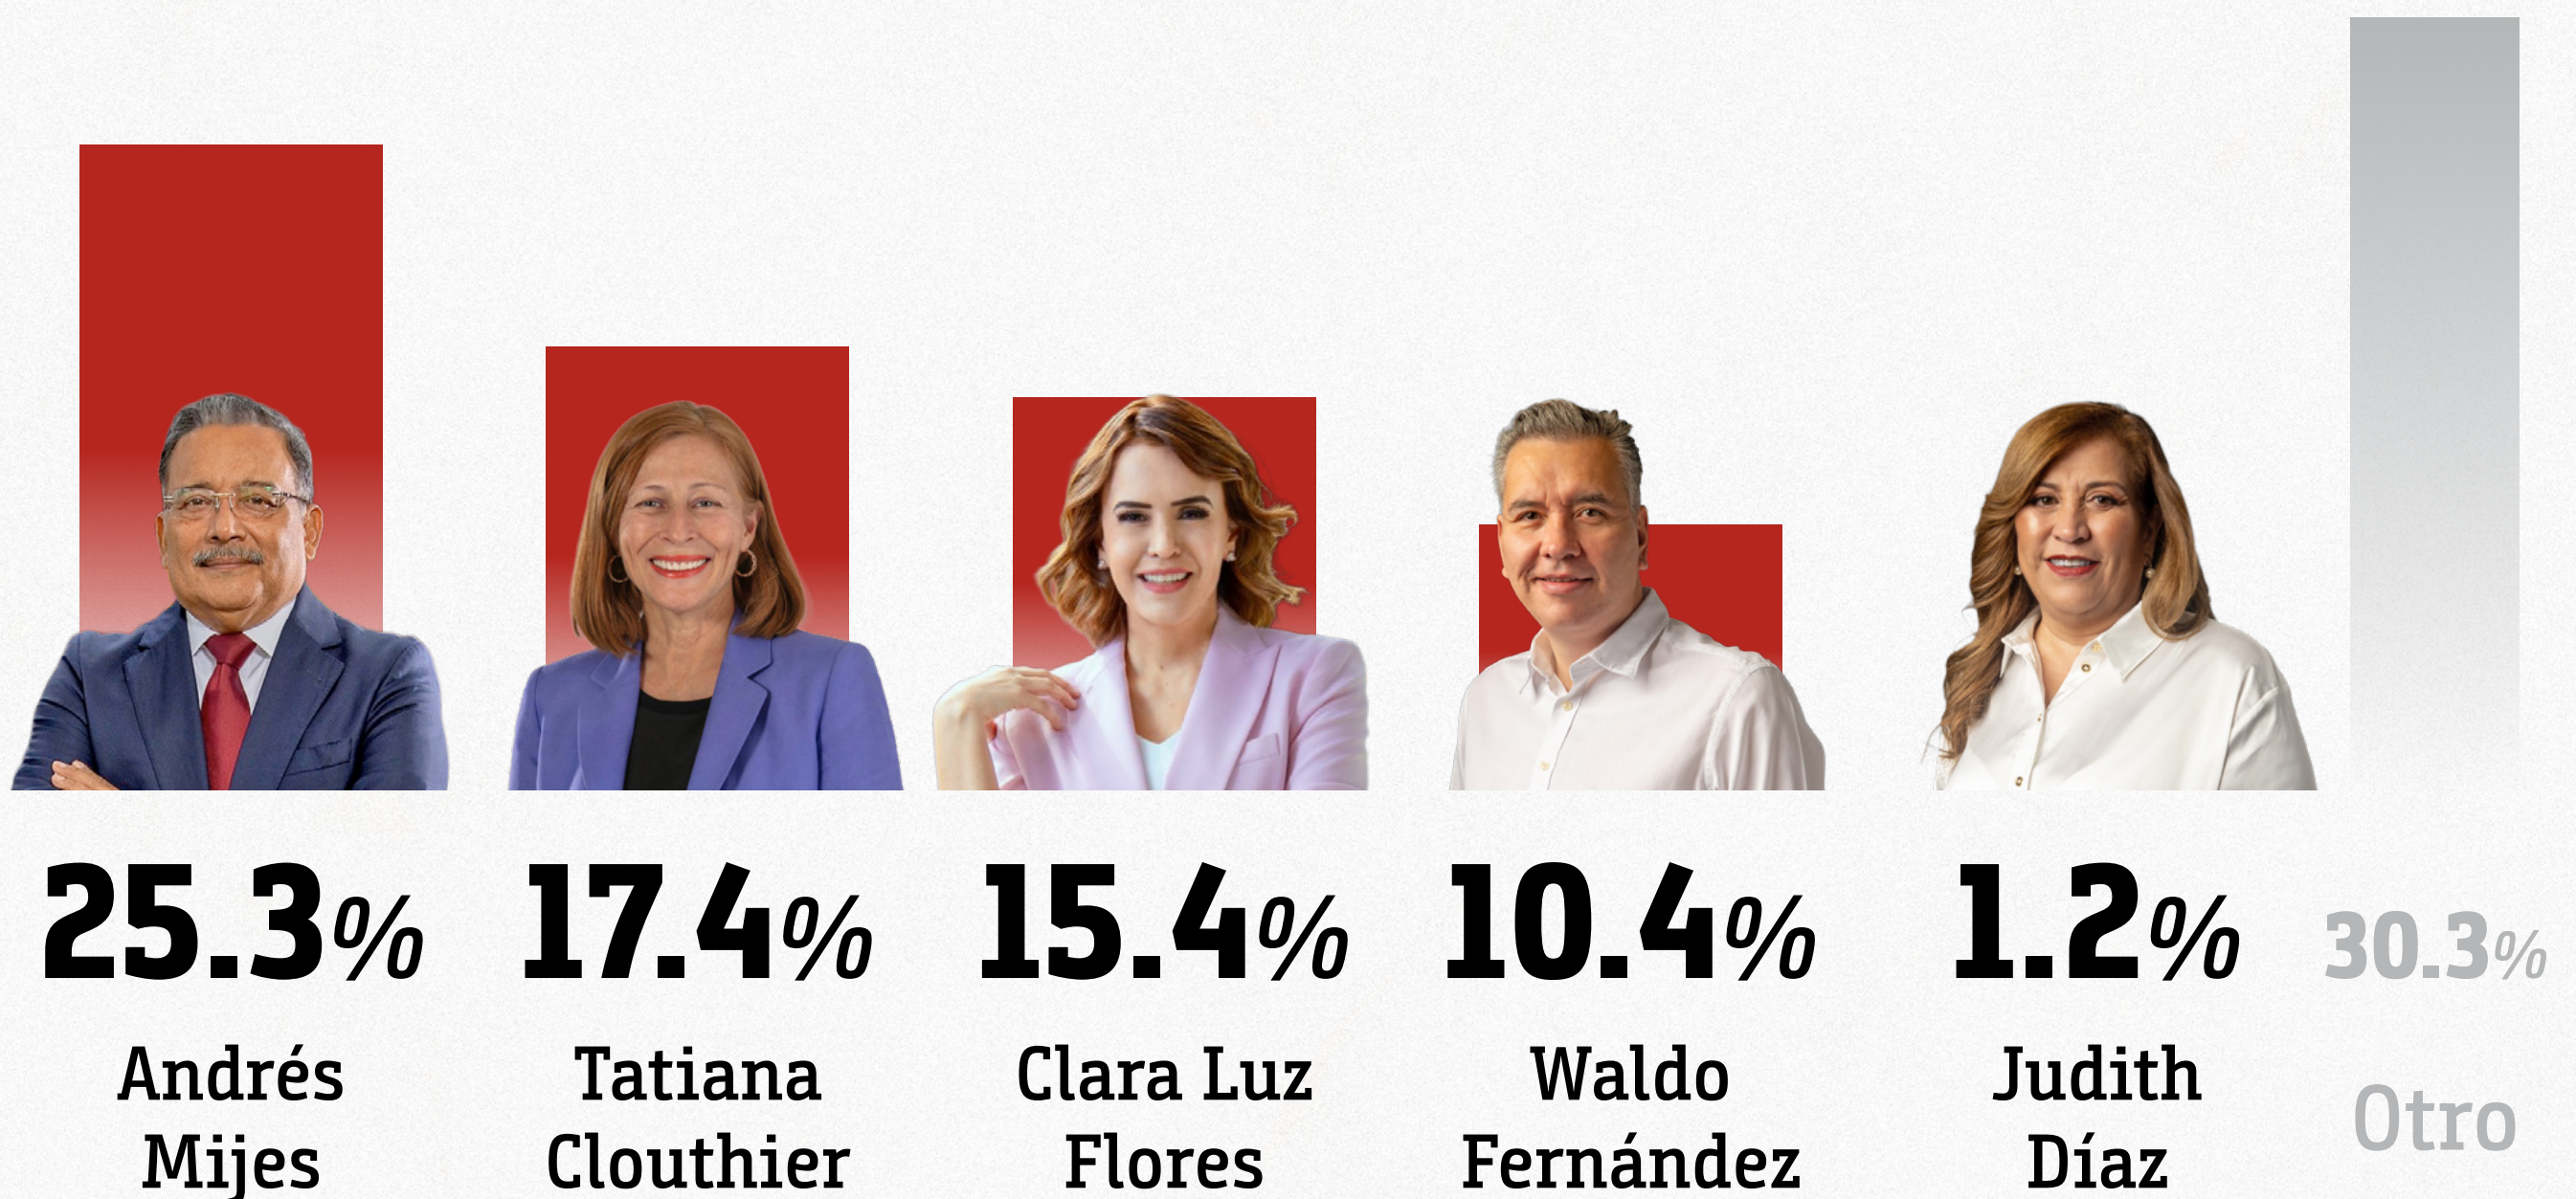 25.3%
17.4%
15.4%
10.4%
1.2%
30.3%
Andrés
Mijes
Tatiana
Clouthier
Clara Luz
Flores
Waldo
Fernández
Judith
Díaz
Otro